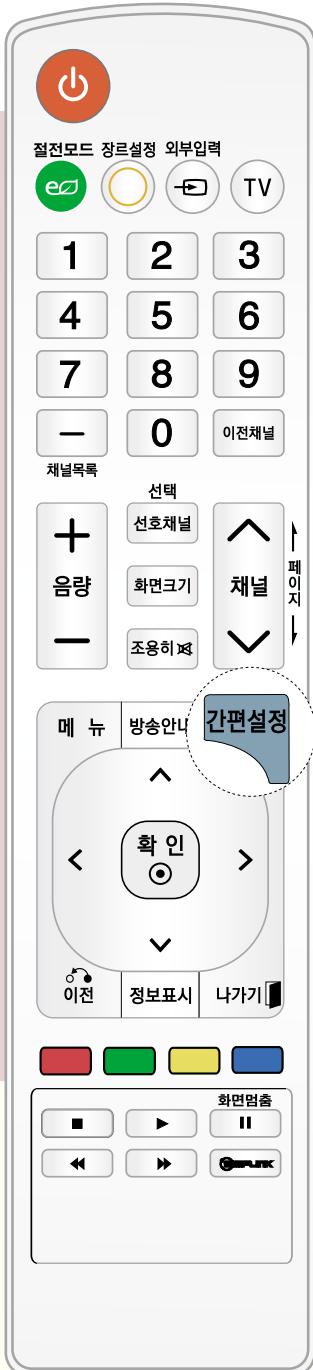 절전모드 장르설정 외부입력
e TV
1 2 3
4 5 6
7 8 9
− 0 이전채널
채널목록
선택
+ 선호채널
음량 화면크기 채널 페이지
− 조용히
메 뉴 방송안내 간편설정
확 인
이전 정보표시 나가기
화면멈춤